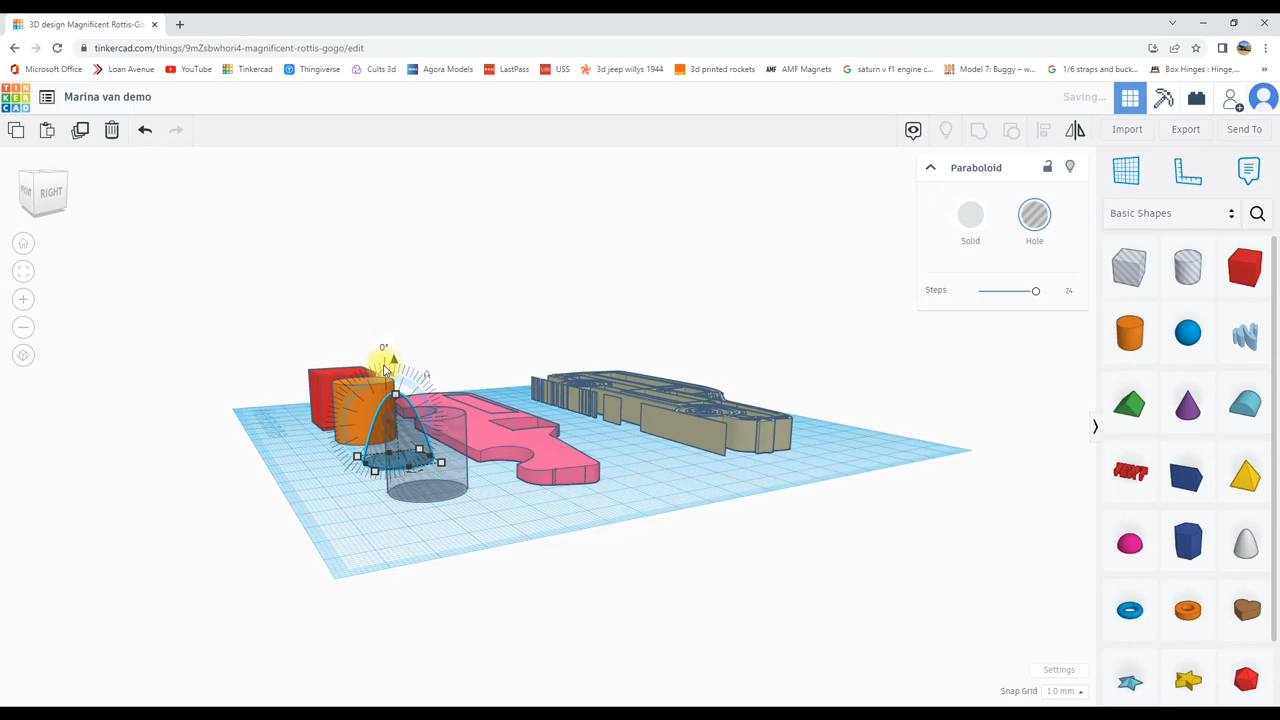 3D design Magnificent Rottis-Go
tinkercad.com/things/9mZsbwhori4-magnificent-rottis-gogo/edit
Microsoft Office
Loan Avenue
YouTube
Tinkercad
Thingiverse
Cults 3d
Agora Models
LastPass
USS
3d jeep willys 1944
3d printed rockets
AMF Magnets
saturn v f1 engine c...
Model 7: Buggy – w...
1/6 straps and buck...
Box Hinges : Hinge,...
TIN
KER
CAD
Marina van demo
Saving...
Import
Export
Send To
RIGHT
Paraboloid
Solid
Hole
Steps
24
Basic Shapes
0°
TEXT
Settings
Snap Grid
1.0 mm